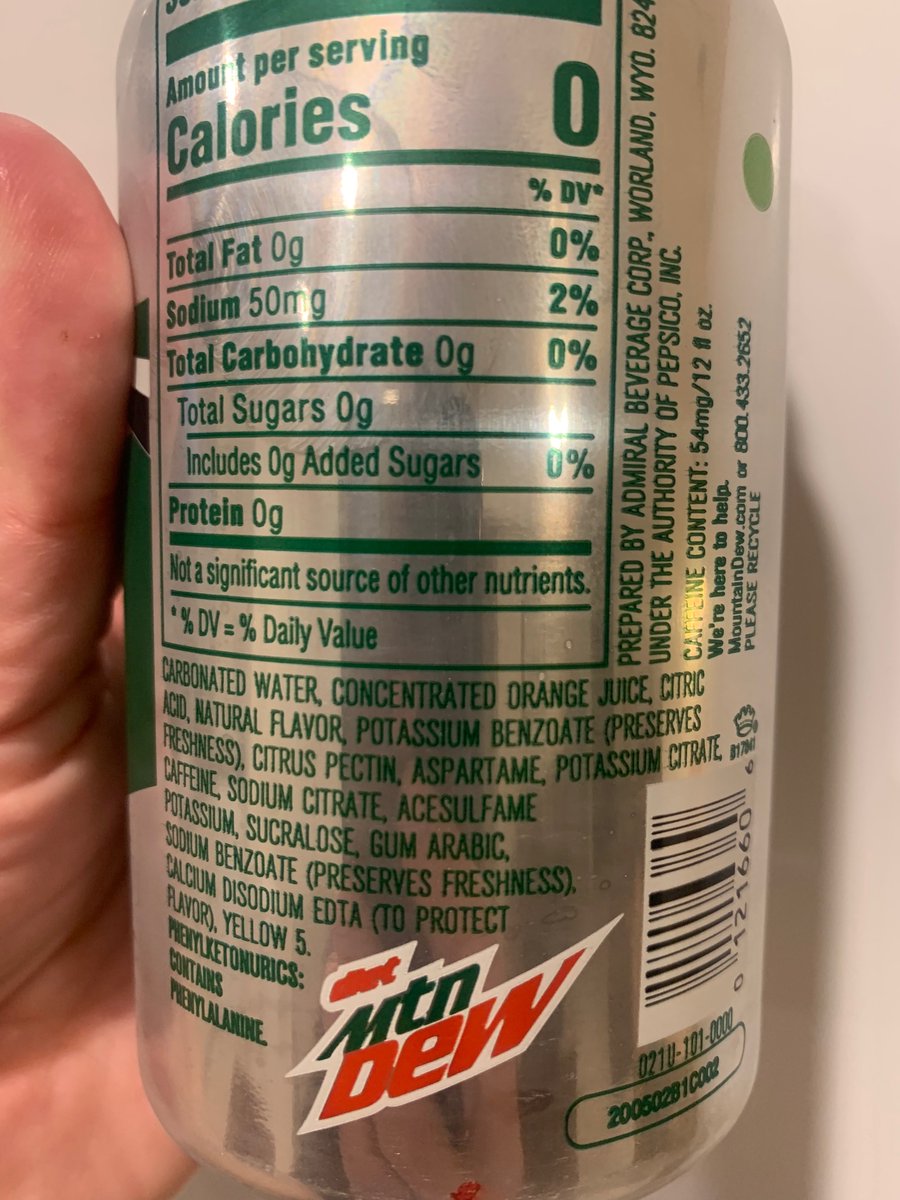 Amount per serving
Calories 0
% DV*
Total Fat 0g 0%
Sodium 50mg 2%
Total Carbohydrate 0g 0%
Total Sugars 0g
Includes 0g Added Sugars 0%
Protein 0g
Not a significant source of other nutrients.
* % DV = % Daily Value
CARBONATED WATER, CONCENTRATED ORANGE JUICE, CITRIC
ACID, NATURAL FLAVOR, POTASSIUM BENZOATE (PRESERVES
FRESHNESS), CITRUS PECTIN, ASPARTAME, POTASSIUM CITRATE,
CAFFEINE, SODIUM CITRATE, ACESULFAME
POTASSIUM, SUCRALOSE, GUM ARABIC,
SODIUM BENZOATE (PRESERVES FRESHNESS),
CALCIUM DISODIUM EDTA (TO PROTECT
FLAVOR), YELLOW 5.
PHENYLKETONURICS:
CONTAINS
PHENYLALANINE
diet
Mtn
DEW
PREPARED BY ADMIRAL BEVERAGE CORP., WORLAND, WYO. 824
UNDER THE AUTHORITY OF PEPSICO, INC.
CAFFEINE CONTENT: 54mg/12 fl oz.
We're here to help.
MountainDew.com or 800.433.2652
PLEASE RECYCLE
0 121660 6
021U-101-0000